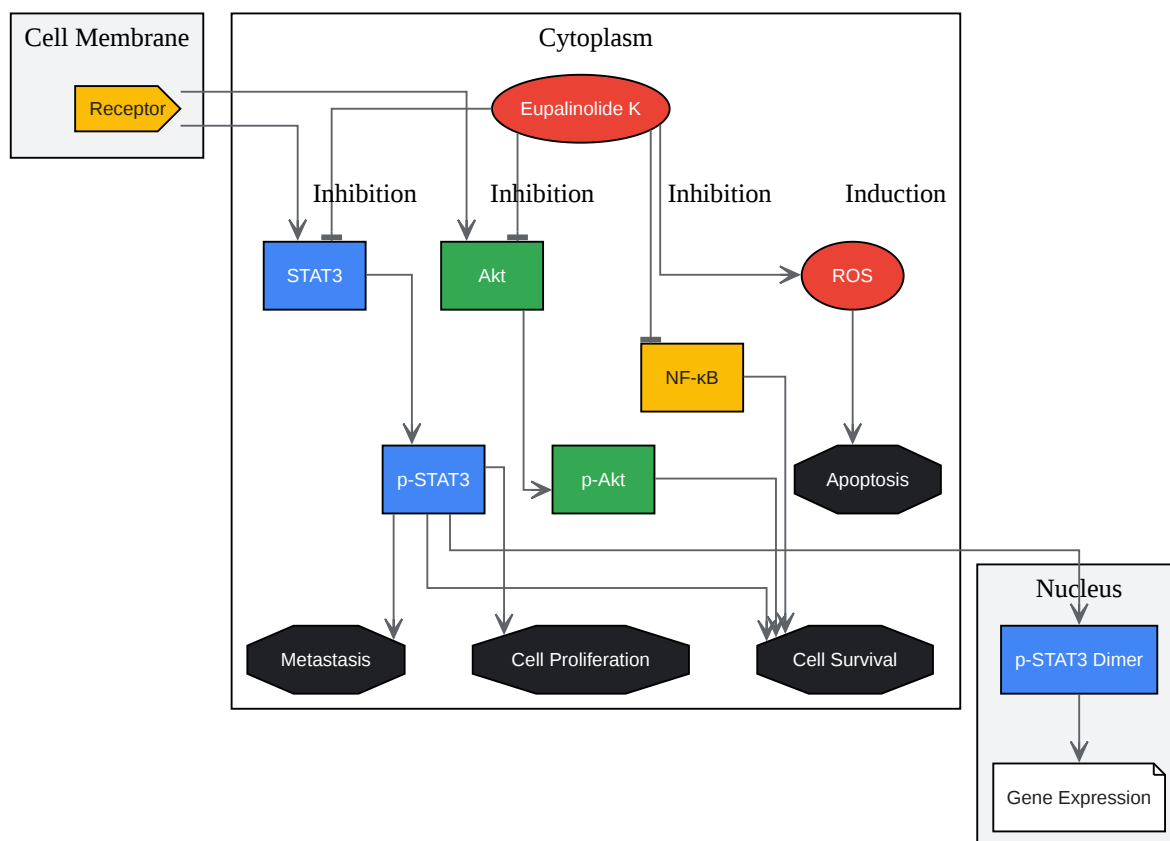 Cell Membrane
Cytoplasm
Receptor
Eupalinolide K
Inhibition
Inhibition
Inhibition
Induction
STAT3
Akt
ROS
NF-κB
p-STAT3
p-Akt
Apoptosis
Nucleus
Metastasis
Cell Proliferation
Cell Survival
p-STAT3 Dimer
Gene Expression